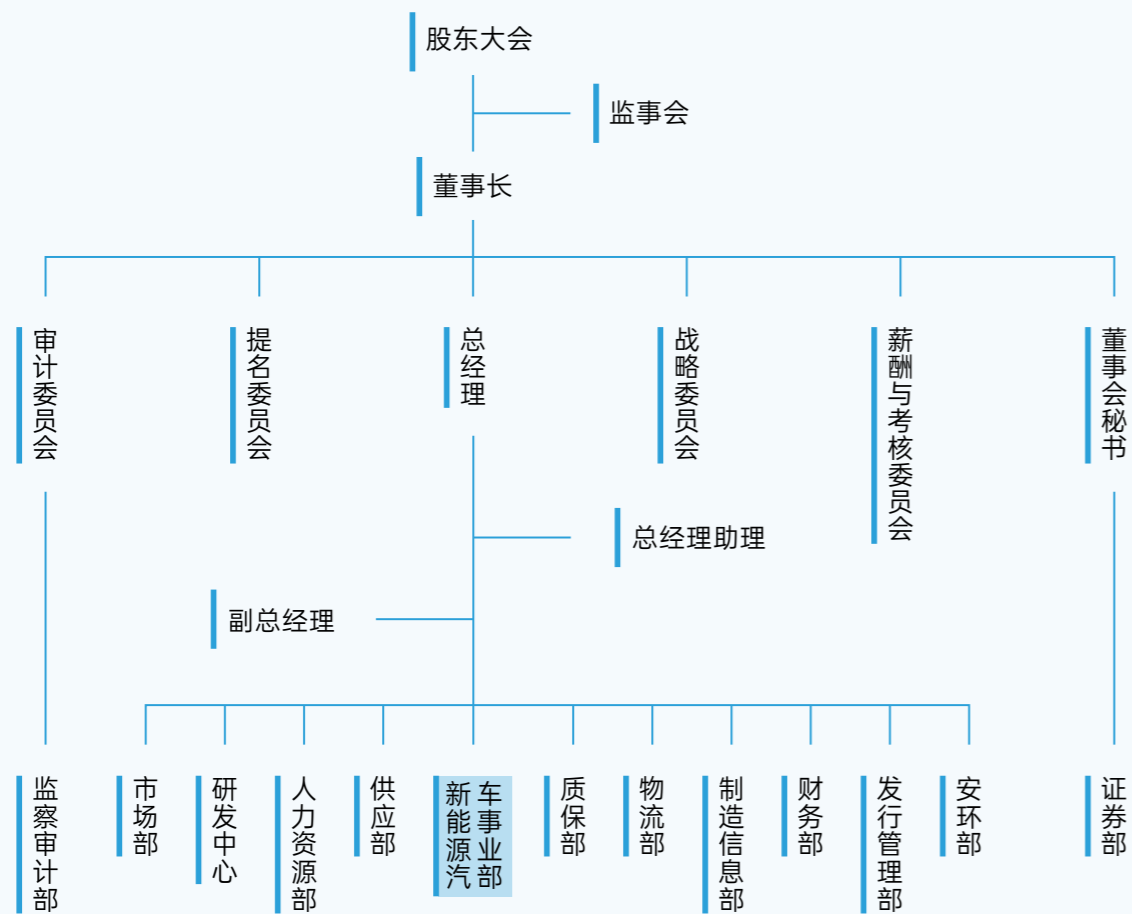 股东大会
监事会
董事长
审计委员会
提名委员会
总经理
战略委员会
薪酬与考核委员会
董事会秘书
总经理助理
副总经理
监察审计部
市场部
研发中心
人力资源部
供应部
新能源汽
车事业部
质保部
物流部
制造信息部
财务部
发行管理部
安环部
证券部